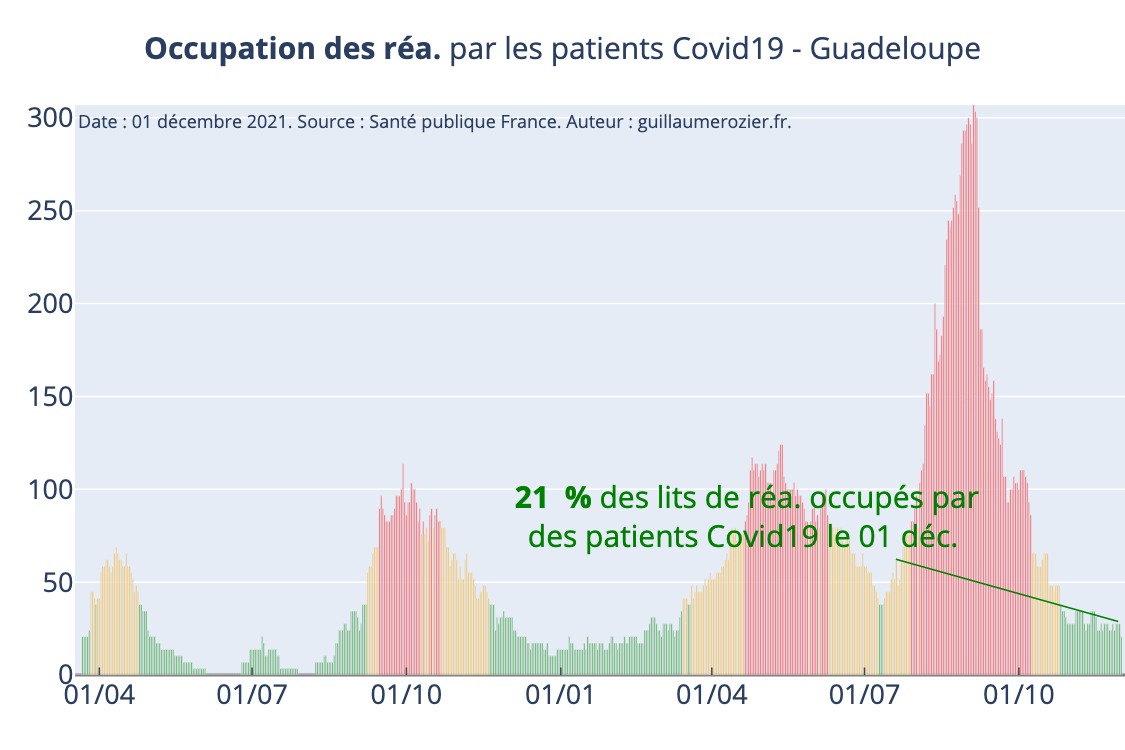 Occupation des réa. par les patients Covid19 - Guadeloupe
300
Date : 01 décembre 2021. Source : Santé publique France. Auteur : guillaumerozier.fr.
250
200
150
100
21 % des lits de réa. occupés par
des patients Covid19 le 01 déc.
50
0
01/04 01/07 01/10 01/01 01/04 01/07 01/10